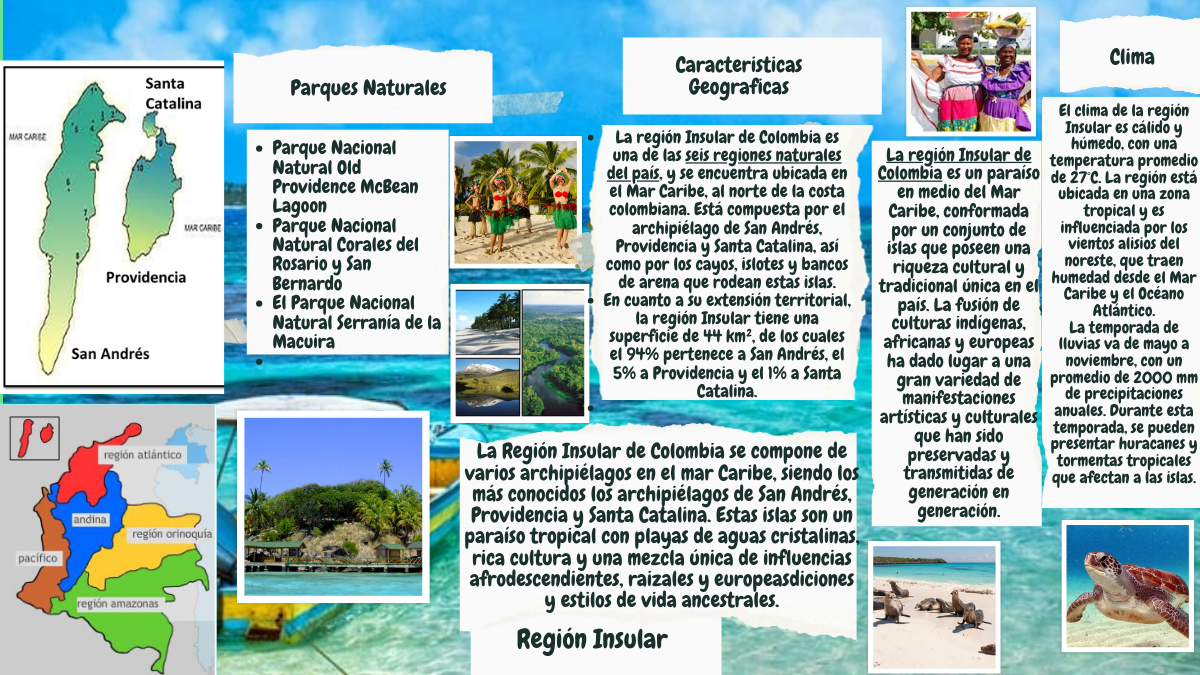 Santa
Catalina
MAR CARIBE
MAR CARIBE
Providencia
San Andrés
región atlántico
andina
región orinoquía
pacífico
región amazonas
Parques Naturales
• Parque Nacional
Natural Old
Providence McBean
Lagoon
• Parque Nacional
Natural Corales del
Rosario y San
Bernardo
• El Parque Nacional
Natural Serranía de la
Macuira
Caracteristicas
Geograficas
• La región Insular de Colombia es
una de las seis regiones naturales
del país, y se encuentra ubicada en
el Mar Caribe, al norte de la costa
colombiana. Está compuesta por el
archipiélago de San Andrés,
Providencia y Santa Catalina, así
como por los cayos, islotes y bancos
de arena que rodean estas islas.
• En cuanto a su extensión territorial,
la región Insular tiene una
superficie de 44 km², de los cuales
el 94% pertenece a San Andrés, el
5% a Providencia y el 1% a Santa
Catalina.
La Región Insular de Colombia se compone de
varios archipiélagos en el mar Caribe, siendo los
más conocidos los archipiélagos de San Andrés,
Providencia y Santa Catalina. Estas islas son un
paraíso tropical con playas de aguas cristalinas,
rica cultura y una mezcla única de influencias
afrodescendientes, raizales y europeasdiciones
y estilos de vida ancestrales.
Región Insular
La región Insular de
Colombia es un paraíso
en medio del Mar
Caribe, conformada
por un conjunto de
islas que poseen una
riqueza cultural y
tradicional única en el
país. La fusión de
culturas indígenas,
africanas y europeas
ha dado lugar a una
gran variedad de
manifestaciones
artísticas y culturales
que han sido
preservadas y
transmitidas de
generación en
generación.
Clima
El clima de la región
Insular es cálido y
húmedo, con una
temperatura promedio
de 27°C. La región está
ubicada en una zona
tropical y es
influenciada por los
vientos alisios del
noreste, que traen
humedad desde el Mar
Caribe y el Océano
Atlántico.
La temporada de
lluvias va de mayo a
noviembre, con un
promedio de 2000 mm
de precipitaciones
anuales. Durante esta
temporada, se pueden
presentar huracanes y
tormentas tropicales
que afectan a las islas.